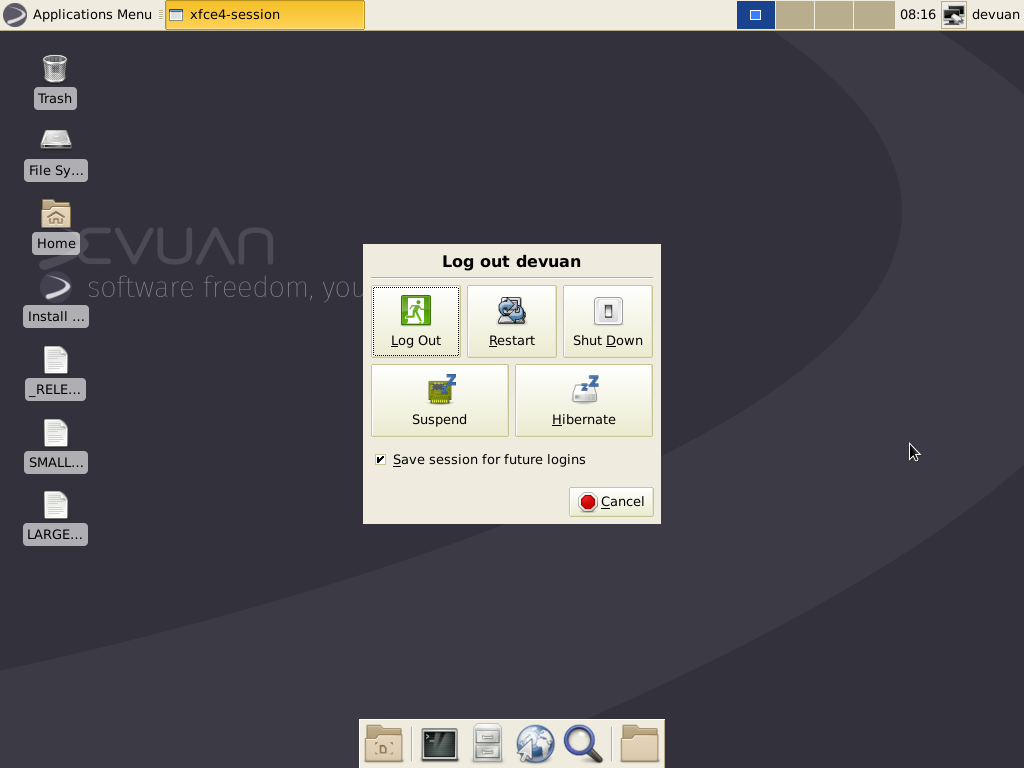 Applications Menu
xfce4-session
08:16
devuan
Trash
File Sy...
Home
EVUAN
software freedom, you
Install ...
_RELE...
SMALL...
LARGE...
Log out devuan
Log Out
Restart
Shut Down
Suspend
Hibernate
Save session for future logins
Cancel